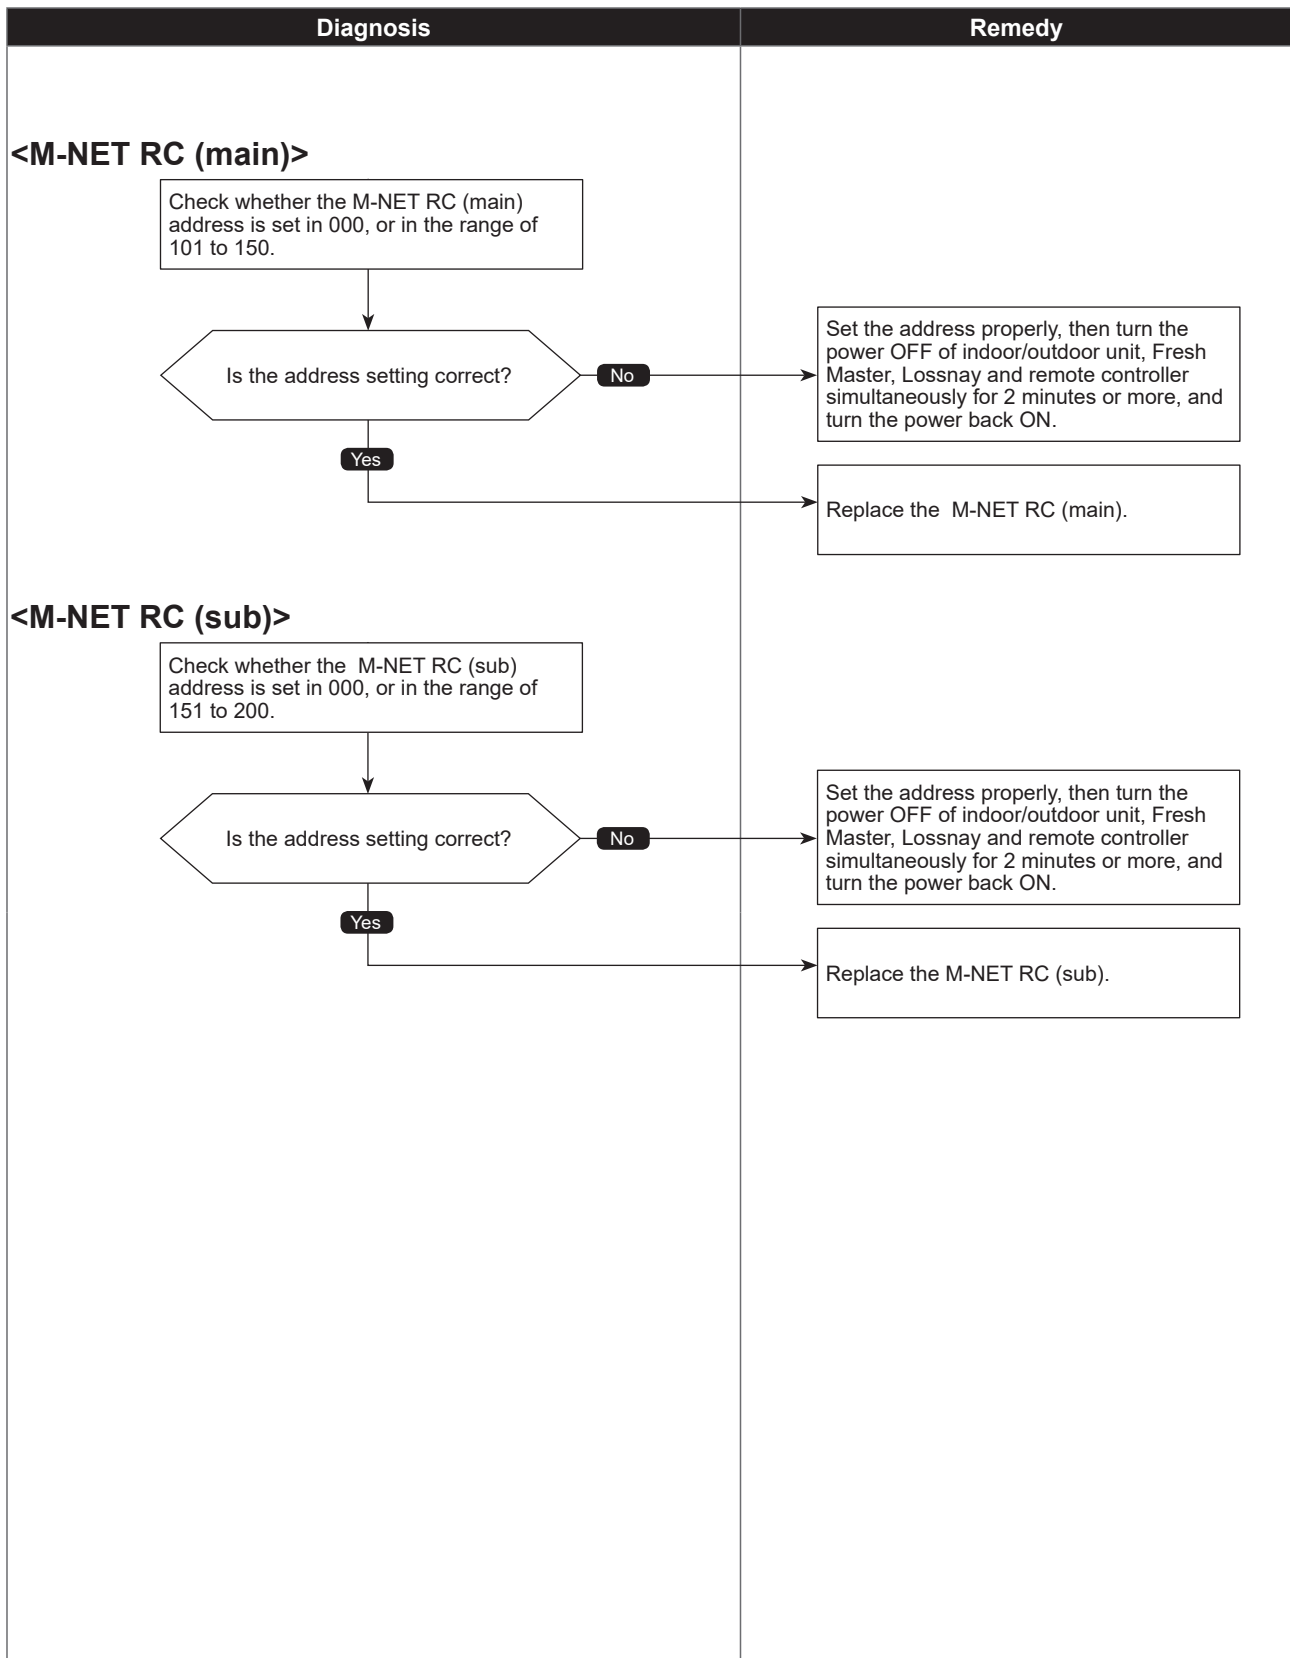 Diagnosis
Remedy
<M-NET RC (main)>
Check whether the M-NET RC (main)
address is set in 000, or in the range of
101 to 150.
Is the address setting correct?
No
Set the address properly, then turn the
power OFF of indoor/outdoor unit, Fresh
Master, Lossnay and remote controller
simultaneously for 2 minutes or more, and
turn the power back ON.
Yes
Replace the  M-NET RC (main).
<M-NET RC (sub)>
Check whether the  M-NET RC (sub)
address is set in 000, or in the range of
151 to 200.
Is the address setting correct?
No
Set the address properly, then turn the
power OFF of indoor/outdoor unit, Fresh
Master, Lossnay and remote controller
simultaneously for 2 minutes or more, and
turn the power back ON.
Yes
Replace the M-NET RC (sub).